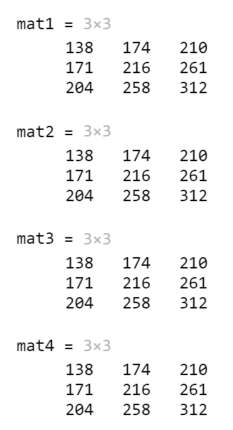 mat1 = 3×3
138 174 210
171 216 261
204 258 312
mat2 = 3×3
138 174 210
171 216 261
204 258 312
mat3 = 3×3
138 174 210
171 216 261
204 258 312
mat4 = 3×3
138 174 210
171 216 261
204 258 312